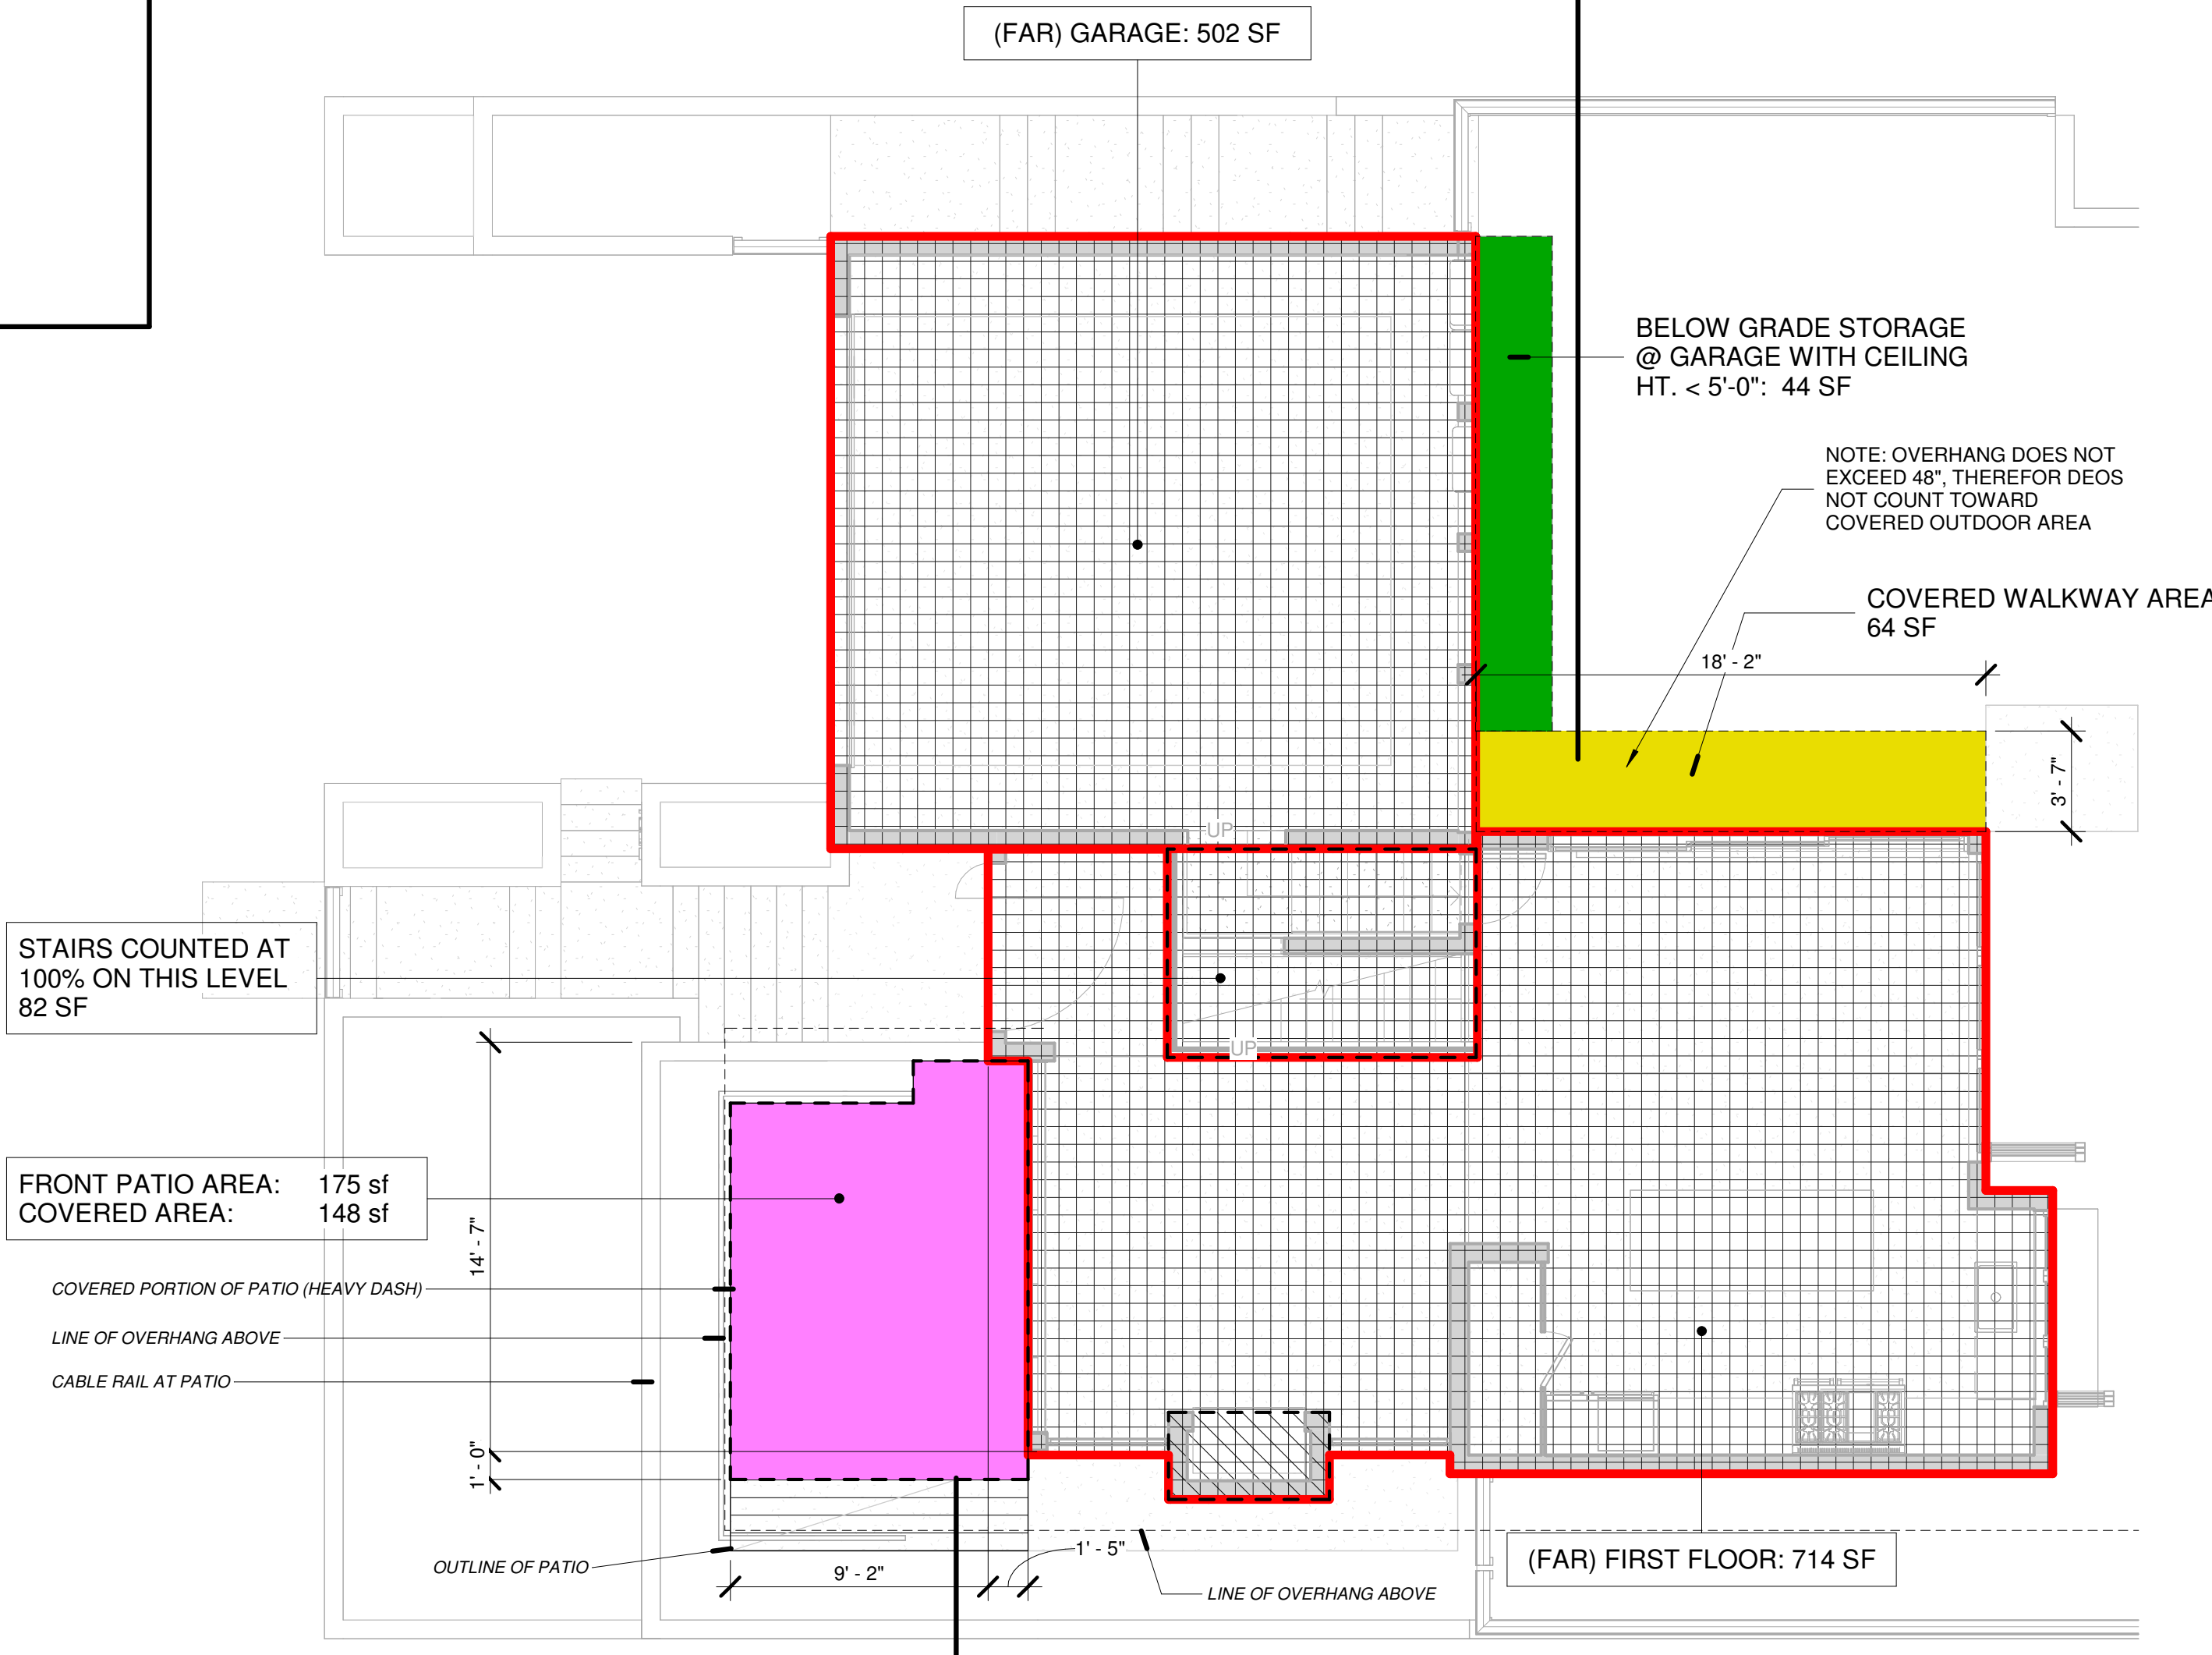 (FAR) GARAGE: 502 SF
BELOW GRADE STORAGE
@ GARAGE WITH CEILING
HT. < 5'-0":  44 SF
NOTE: OVERHANG DOES NOT
EXCEED 48", THEREFOR DEOS
NOT COUNT TOWARD
COVERED OUTDOOR AREA
COVERED WALKWAY AREA
64 SF
18' - 2"
3' - 7"
UP
STAIRS COUNTED AT
100% ON THIS LEVEL
82 SF
UP
FRONT PATIO AREA: 175 sf
COVERED AREA: 148 sf
14' - 7"
COVERED PORTION OF PATIO (HEAVY DASH)
LINE OF OVERHANG ABOVE
CABLE RAIL AT PATIO
1' - 0"
OUTLINE OF PATIO
9' - 2"
1' - 5"
LINE OF OVERHANG ABOVE
(FAR) FIRST FLOOR: 714 SF